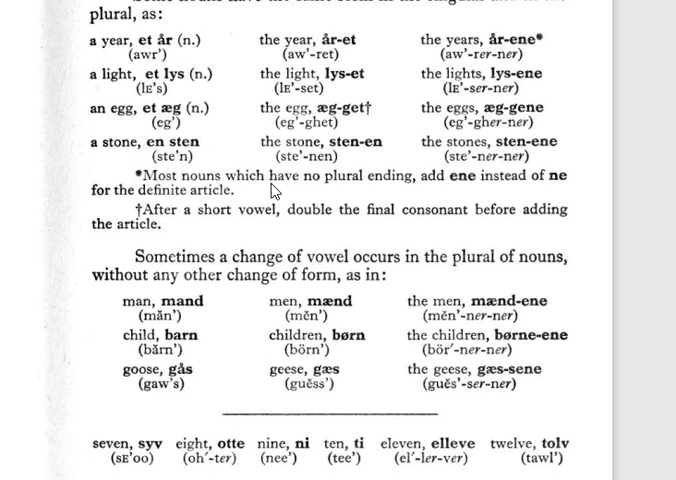 plural, as:
a year, et år (n.) the year, år-et the years, år-ene*
(awr') (aw'-ret) (aw'-rer-ner)
a light, et lys (n.) the light, lys-et the lights, lys-ene
(lE's) (lE'-set) (lE'-ser-ner)
an egg, et æg (n.) the egg, æg-get† the eggs, æg-gene
(eg') (eg'-ghet) (eg'-gher-ner)
a stone, en sten the stone, sten-en the stones, sten-ene
(ste'n) (ste'-nen) (ste'-ner-ner)
*Most nouns which have no plural ending, add ene instead of ne
for the definite article.
†After a short vowel, double the final consonant before adding
the article.
Sometimes a change of vowel occurs in the plural of nouns,
without any other change of form, as in:
man, mand men, mænd the men, mænd-ene
(măn') (mĕn') (mĕn'-ner-ner)
child, barn children, børn the children, børne-ene
(bărn') (börn') (bör'-ner-ner)
goose, gås geese, gæs the geese, gæs-sene
(gaw's) (guĕss') (guĕs'-ser-ner)
seven, syv eight, otte nine, ni ten, ti eleven, elleve twelve, tolv
(sE'oo) (oh'-ter) (nee') (tee') (el'-ler-ver) (tawl')